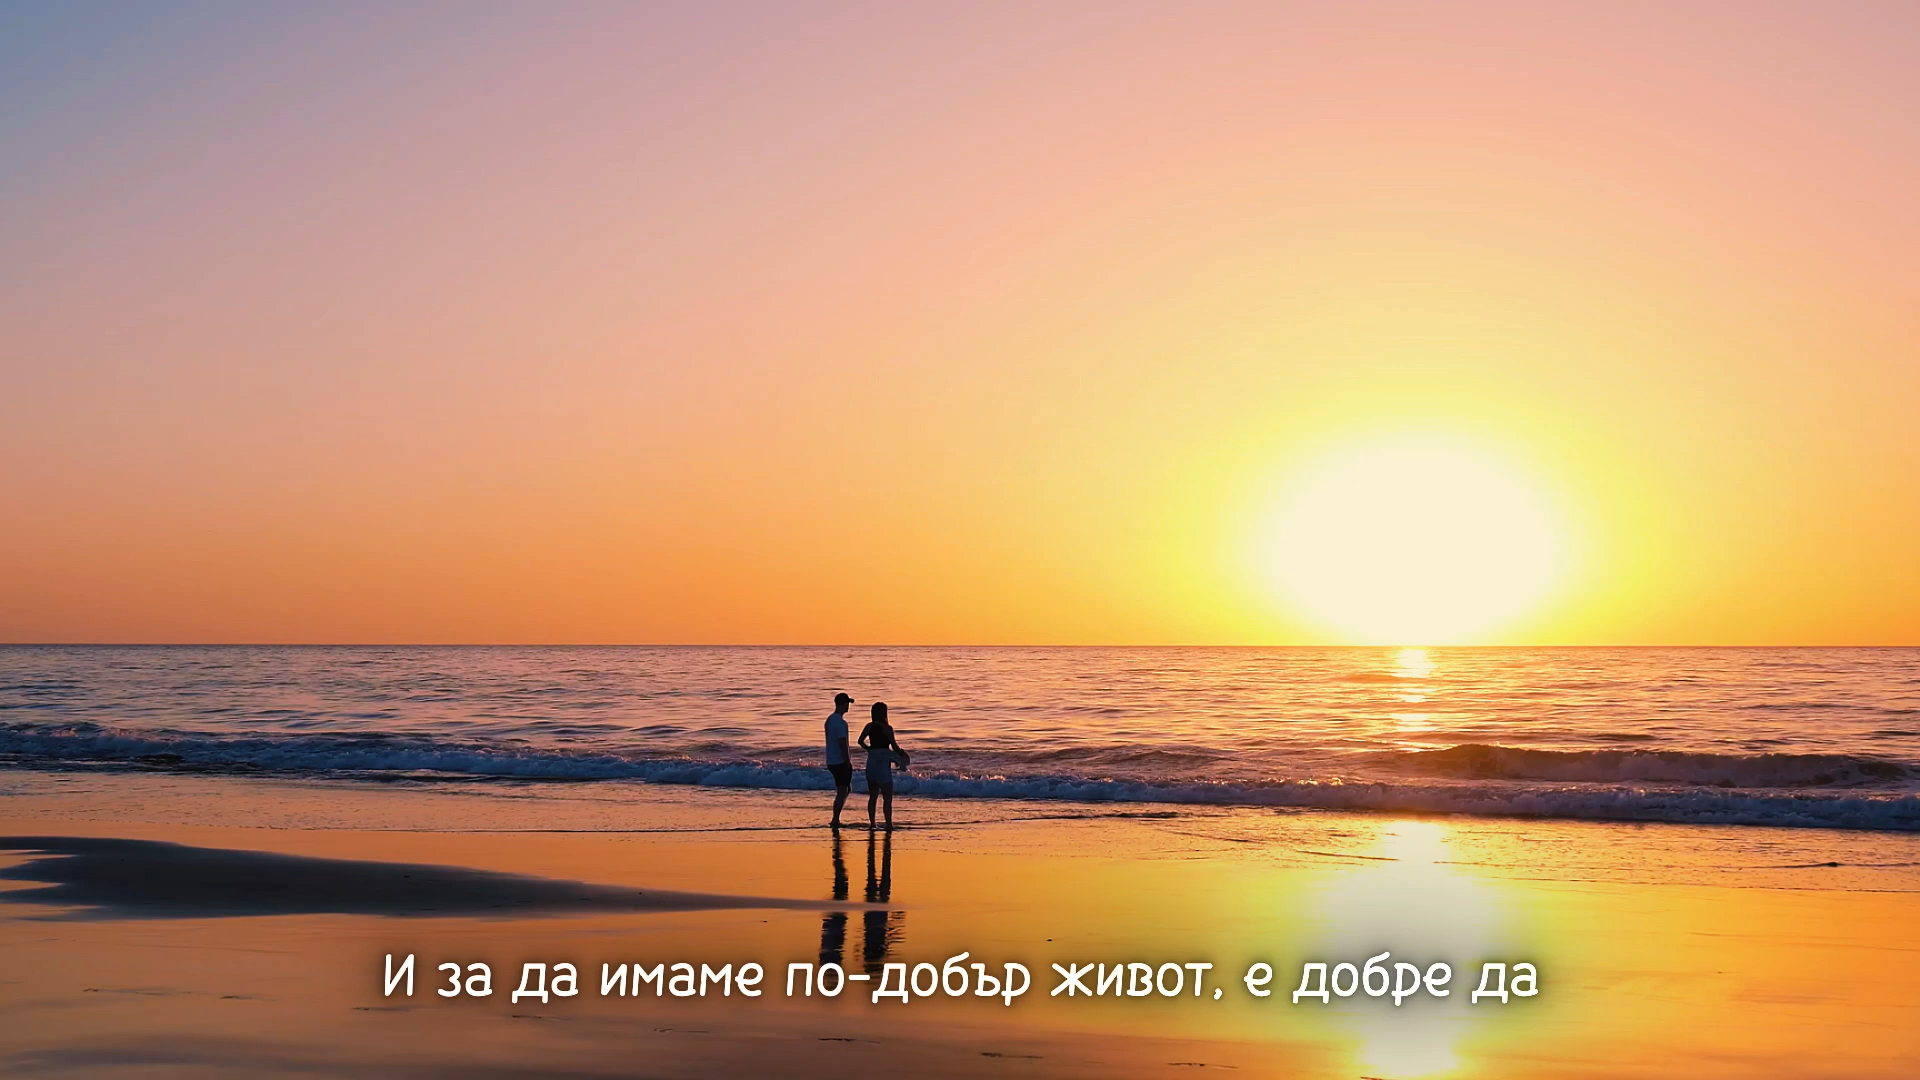 И за да имаме по-добър живот, е добре да